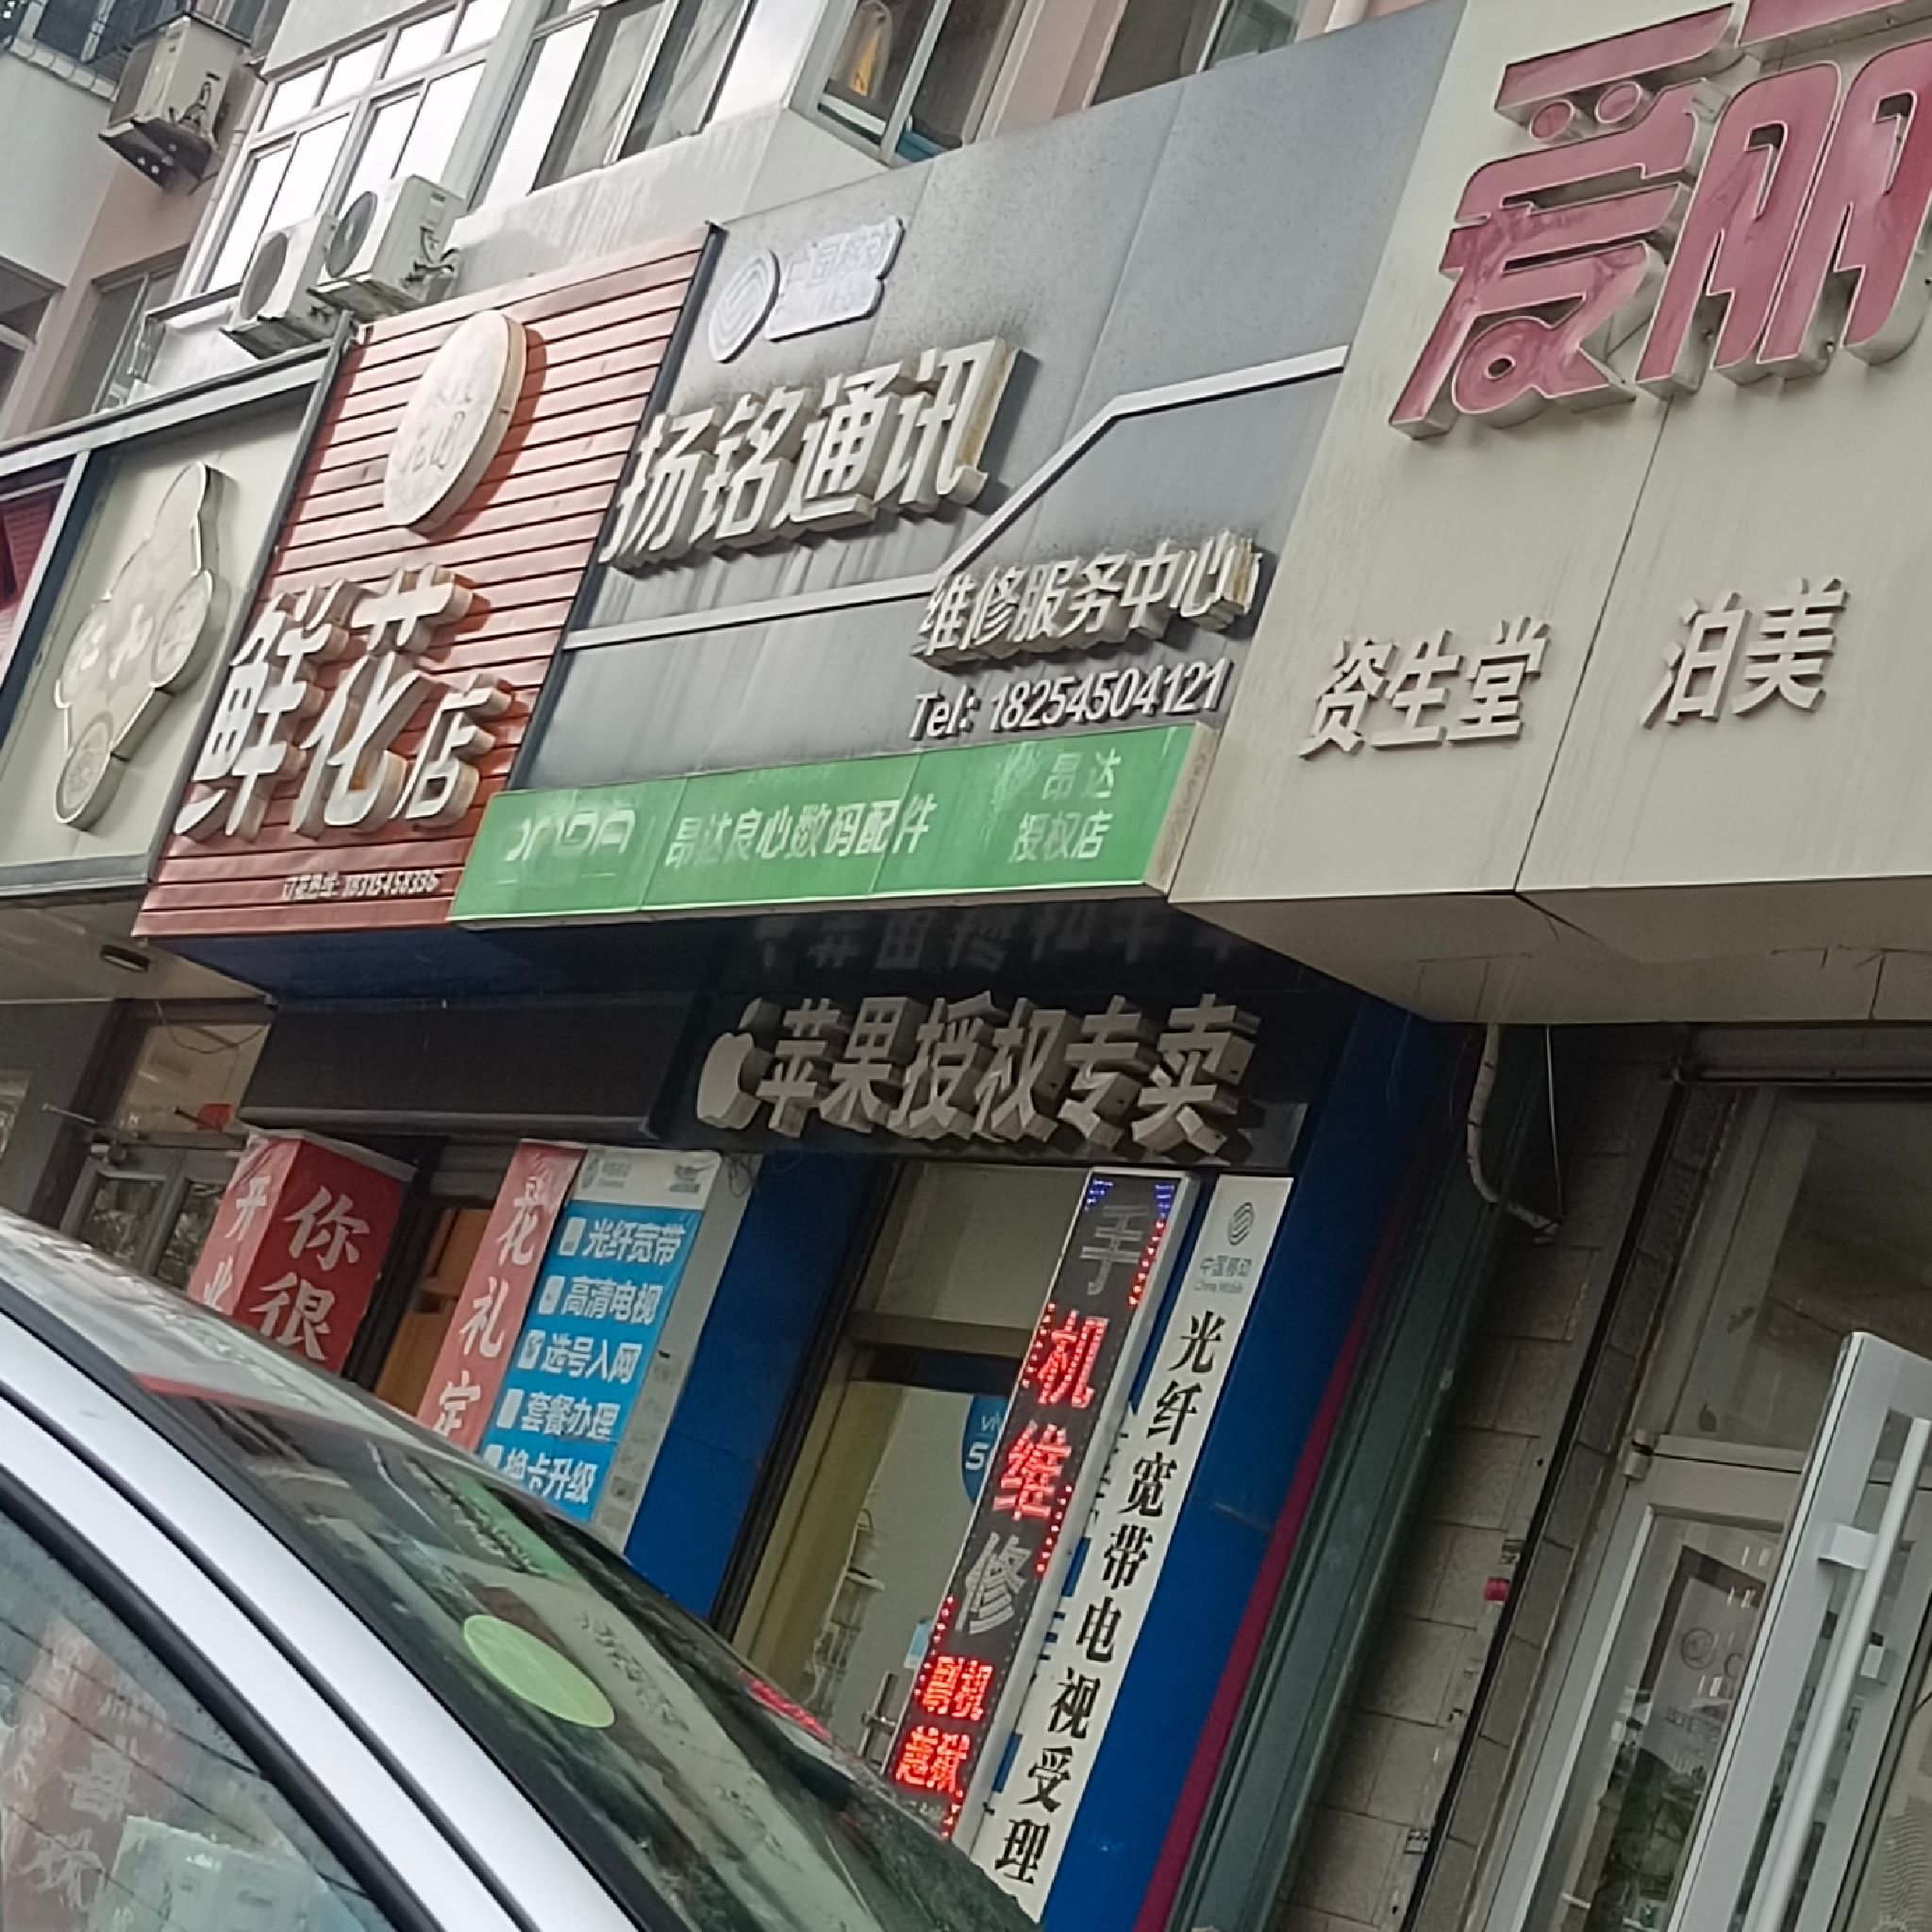 爱丽
中国移动
扬铭通讯
维修服务中心
Tel: 18254504121
资生堂
泊美
鲜花店
ONDA
昂达良心数码配件
昂达
授权店
苹果授权专卖
你很
花礼定
光纤宽带
高清电视
选号入网
套餐办理
换卡升级
手机维修
中国移动
China Mobile
光纤宽带电视受理